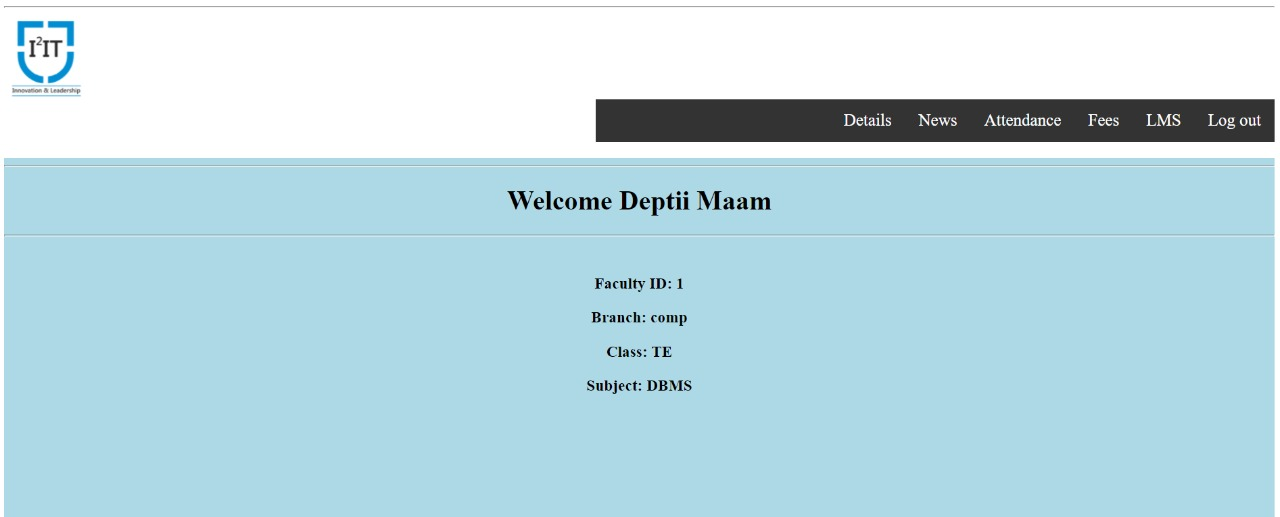 I²IT
Innovation & Leadership
Details News Attendance Fees LMS Log out
Welcome Deptii Maam
Faculty ID: 1
Branch: comp
Class: TE
Subject: DBMS